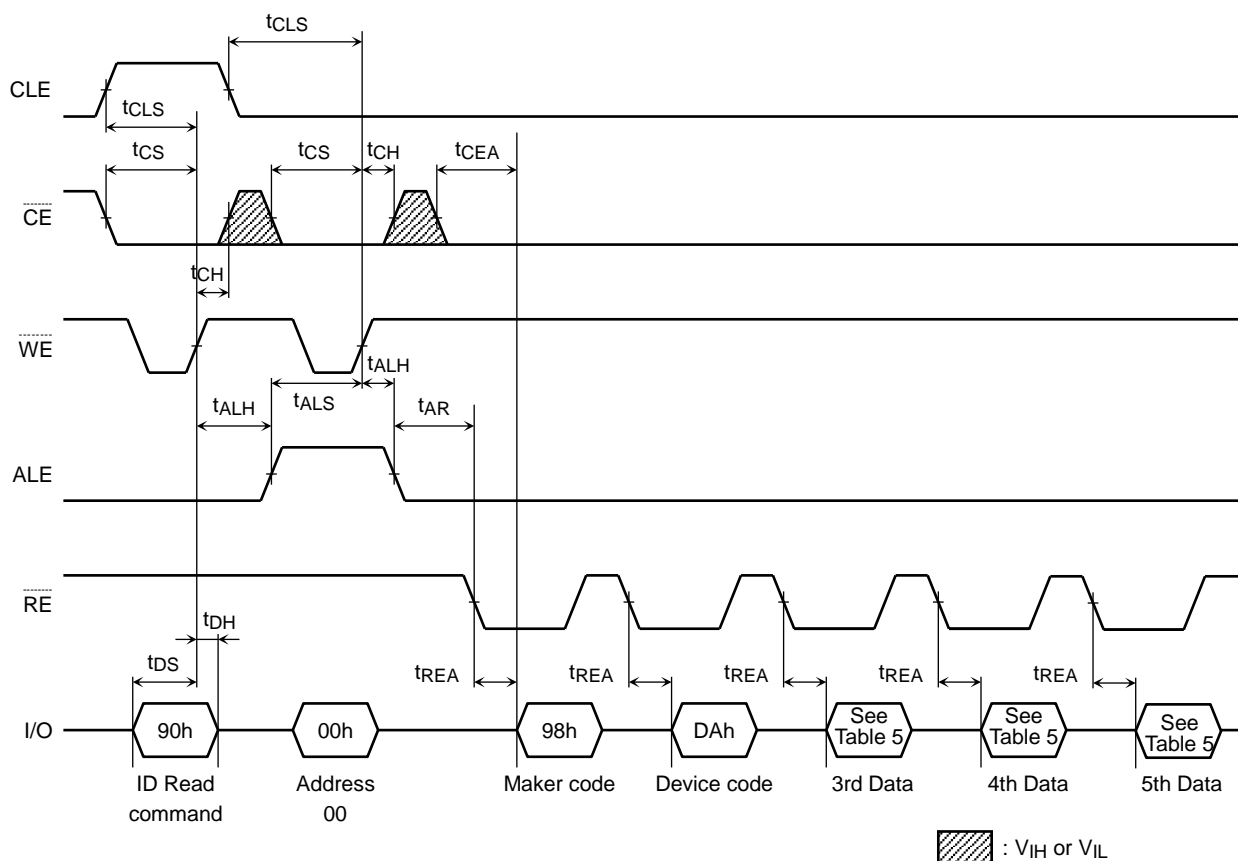 tCLS
CLE
tCLS
tCS
tCS
tCH
tCEA
CE
tCH
WE
tALH
tALH
tALS
tAR
ALE
RE
tDH
tDS
tREA
tREA
tREA
tREA
tREA
I/O
90h
00h
98h
DAh
See
Table 5
See
Table 5
See
Table 5
ID Read
command
Address
00
Maker code
Device code
3rd Data
4th Data
5th Data
: VIH or VIL